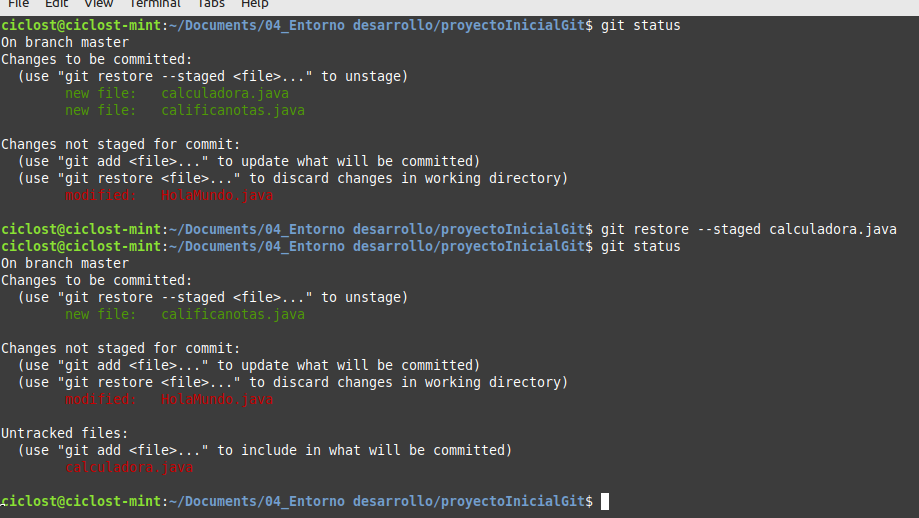 File Edit View Terminal Tabs Help
ciclost@ciclost-mint:~/Documents/04_Entorno desarrollo/proyectoInicialGit$ git status
On branch master
Changes to be committed:
  (use "git restore --staged <file>..." to unstage)
        new file:   calculadora.java
        new file:   calificanotas.java

Changes not staged for commit:
  (use "git add <file>..." to update what will be committed)
  (use "git restore <file>..." to discard changes in working directory)
        modified:   HolaMundo.java

ciclost@ciclost-mint:~/Documents/04_Entorno desarrollo/proyectoInicialGit$ git restore --staged calculadora.java
ciclost@ciclost-mint:~/Documents/04_Entorno desarrollo/proyectoInicialGit$ git status
On branch master
Changes to be committed:
  (use "git restore --staged <file>..." to unstage)
        new file:   calificanotas.java

Changes not staged for commit:
  (use "git add <file>..." to update what will be committed)
  (use "git restore <file>..." to discard changes in working directory)
        modified:   HolaMundo.java

Untracked files:
  (use "git add <file>..." to include in what will be committed)
        calculadora.java

ciclost@ciclost-mint:~/Documents/04_Entorno desarrollo/proyectoInicialGit$